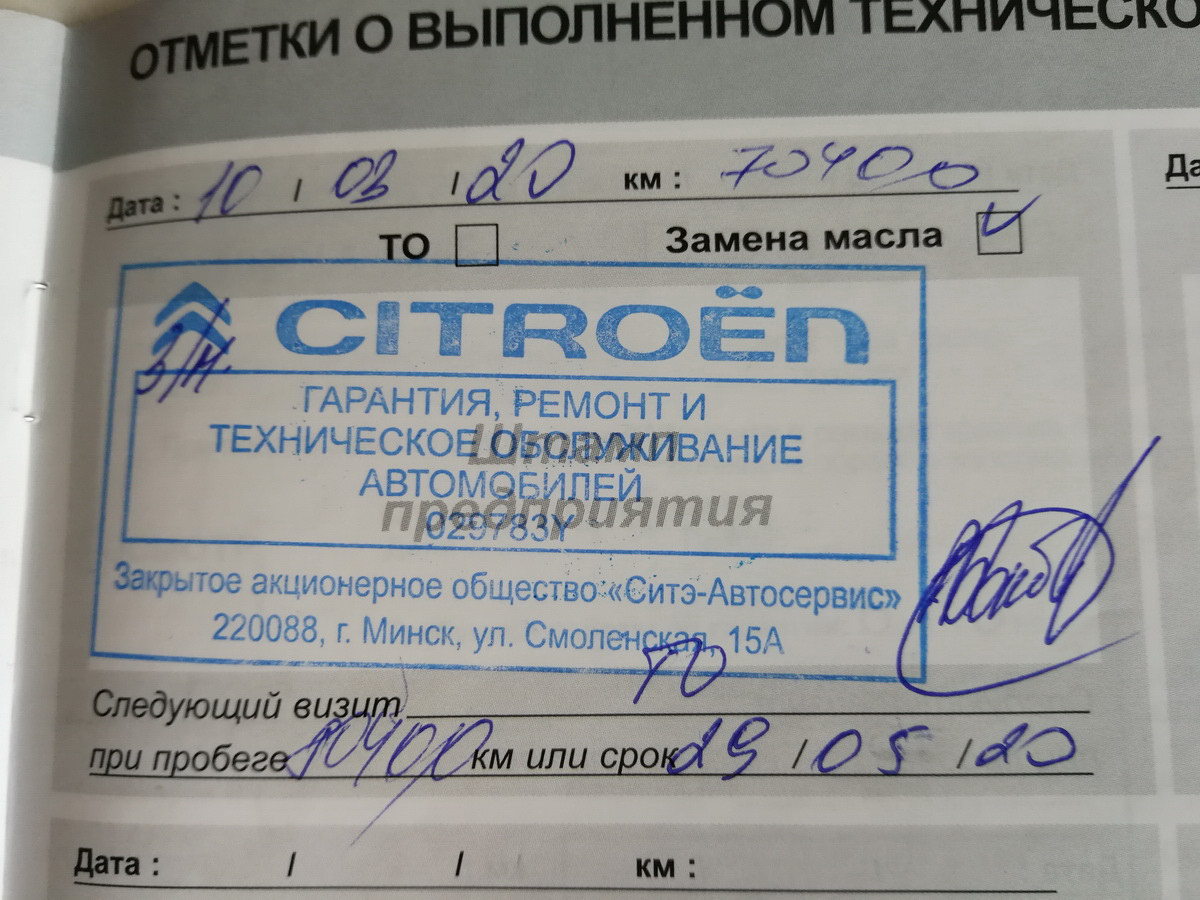 ОТМЕТКИ О ВЫПОЛНЕННОМ ТЕХНИЧЕСКО
Дата : 10 / 03 / 20 км : 70400
Да
ТО Замена масла
CITROËN
З/Н.
ГАРАНТИЯ, РЕМОНТ И
ТЕХНИЧЕСКОЕ ОБСЛУЖИВАНИЕ
Штамп
АВТОМОБИЛЕЙ
предприятия
029783Y
Закрытое акционерное общество «Ситэ-Автосервис»
220088, г. Минск, ул. Смоленская, 15А
Следующий визит ТО
при пробеге км или срок 29 / 05 / 20
Дата : / / км :